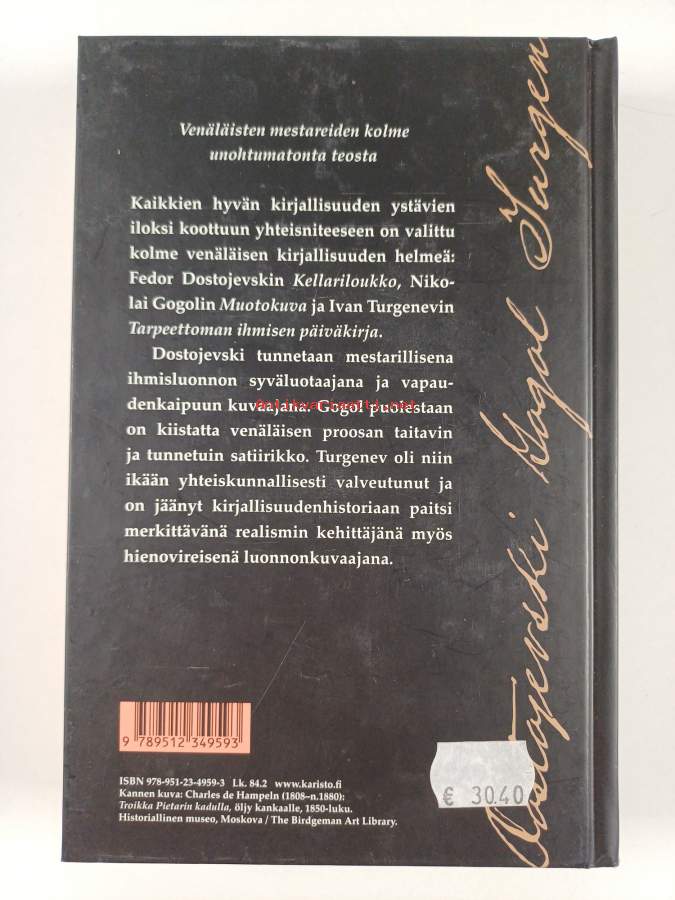 Venäläisten mestareiden kolme
unohtumatonta teosta
Kaikkien hyvän kirjallisuuden ystävien
iloksi koottuun yhteisniteeseen on valittu
kolme venäläisen kirjallisuuden helmeä:
Fedor Dostojevskin Kellariloukko, Niko-
lai Gogolin Muotokuva ja Ivan Turgenevin
Tarpeettoman ihmisen päiväkirja.
Dostojevski tunnetaan mestarillisena
ihmisluonnon syväluotaajana ja vapau-
denkaipuun kuvaajana. Gogol puolestaan
on kiistatta venäläisen proosan taitavin
ja tunnetuin satiirikko. Turgenev oli niin
ikään yhteiskunnallisesti valveutunut ja
on jäänyt kirjallisuudenhistoriaan paitsi
merkittävänä realismin kehittäjänä myös
hienovireisenä luonnonkuvaajana.
9 789512 349593
ISBN 978-951-23-4959-3 Lk. 84.2 www.karisto.fi
Kannen kuva: Charles de Hampeln (1808–n.1880):
Troikka Pietarin kadulla, öljy kankaalle, 1850-luku.
Historiallinen museo, Moskova / The Birdgeman Art Library.
€ 30.40
Dostojevski Gogol Turgen